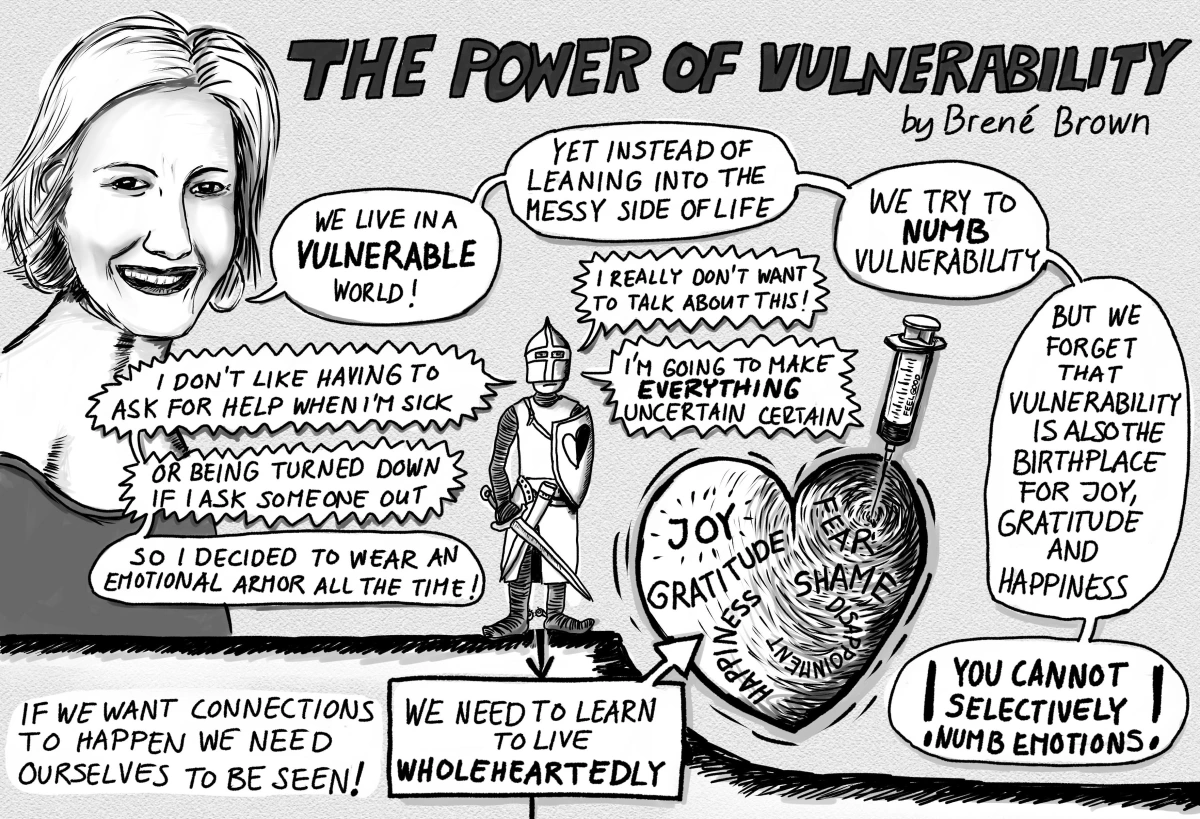 THE POWER OF VULNERABILITY
by Brené Brown
WE LIVE IN A
VULNERABLE
WORLD!
YET INSTEAD OF
LEANING INTO THE
MESSY SIDE OF LIFE
WE TRY TO
NUMB
VULNERABILITY
BUT WE
FORGET
THAT
VULNERABILITY
IS ALSO THE
BIRTHPLACE
FOR JOY,
GRATITUDE
AND
HAPPINESS
! YOU CANNOT !
SELECTIVELY
NUMB EMOTIONS
I REALLY DON'T WANT
TO TALK ABOUT THIS!
I'M GOING TO MAKE
EVERYTHING
UNCERTAIN CERTAIN
I DON'T LIKE HAVING TO
ASK FOR HELP WHEN I'M SICK
OR BEING TURNED DOWN
IF I ASK SOMEONE OUT
SO I DECIDED TO WEAR AN
EMOTIONAL ARMOR ALL THE TIME!
FEELGOOD
JOY
GRATITUDE
HAPPINESS
FEAR
SHAME
DISAPPOINMENT
IF WE WANT CONNECTIONS
TO HAPPEN WE NEED
OURSELVES TO BE SEEN!
WE NEED TO LEARN
TO LIVE
WHOLEHEARTEDLY